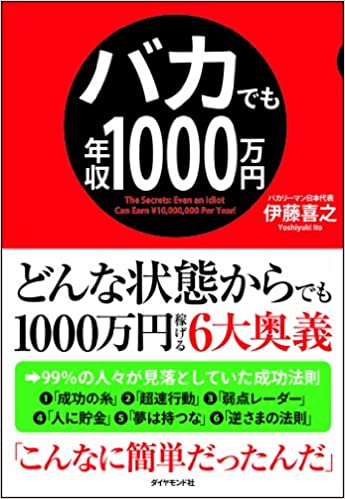 バカでも
年収1000万円
The Secrets: Even an Idiot
Can Earn ¥10,000,000 Per Year!
バカリーマン日本代表
伊藤喜之
Yoshiyuki Ito
どんな状態からでも
1000万円稼げる6大奥義
➡99%の人々が見落としていた成功法則
❶「成功の糸」❷「超速行動」❸「弱点レーダー」
❹「人に貯金」❺「夢は持つな」❻「逆さまの法則」
「こんなに簡単だったんだ」
ダイヤモンド社